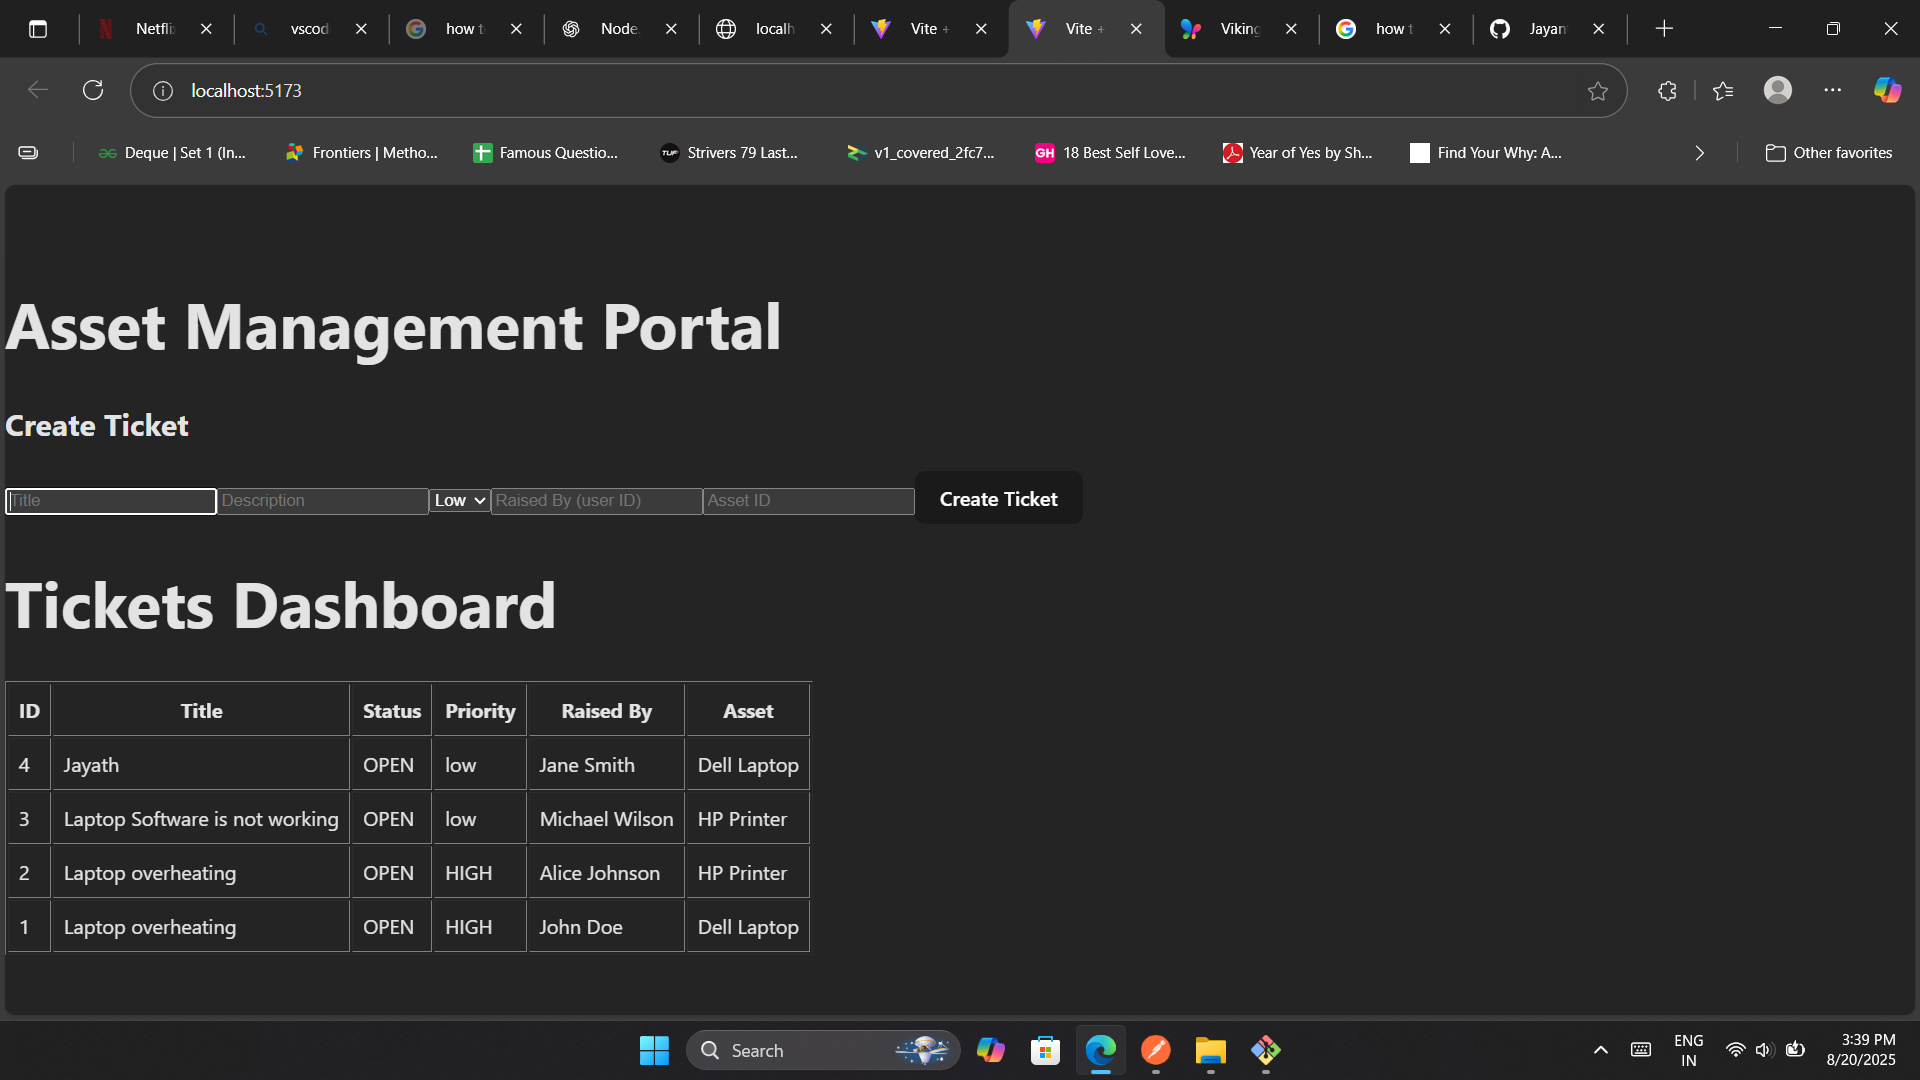 Netfli vscod how t Node. localh Vite + Vite + Viking how t Jayan
localhost:5173
Deque | Set 1 (In... Frontiers | Metho... Famous Questio... TUF Strivers 79 Last... v1_covered_2fc7... GH 18 Best Self Love... Year of Yes by Sh... Find Your Why: A... Other favorites
Asset Management Portal
Create Ticket
Title Description Low Raised By (user ID) Asset ID Create Ticket
Tickets Dashboard
ID Title Status Priority Raised By Asset
4 Jayath OPEN low Jane Smith Dell Laptop
3 Laptop Software is not working OPEN low Michael Wilson HP Printer
2 Laptop overheating OPEN HIGH Alice Johnson HP Printer
1 Laptop overheating OPEN HIGH John Doe Dell Laptop
Search
ENG
IN
3:39 PM
8/20/2025